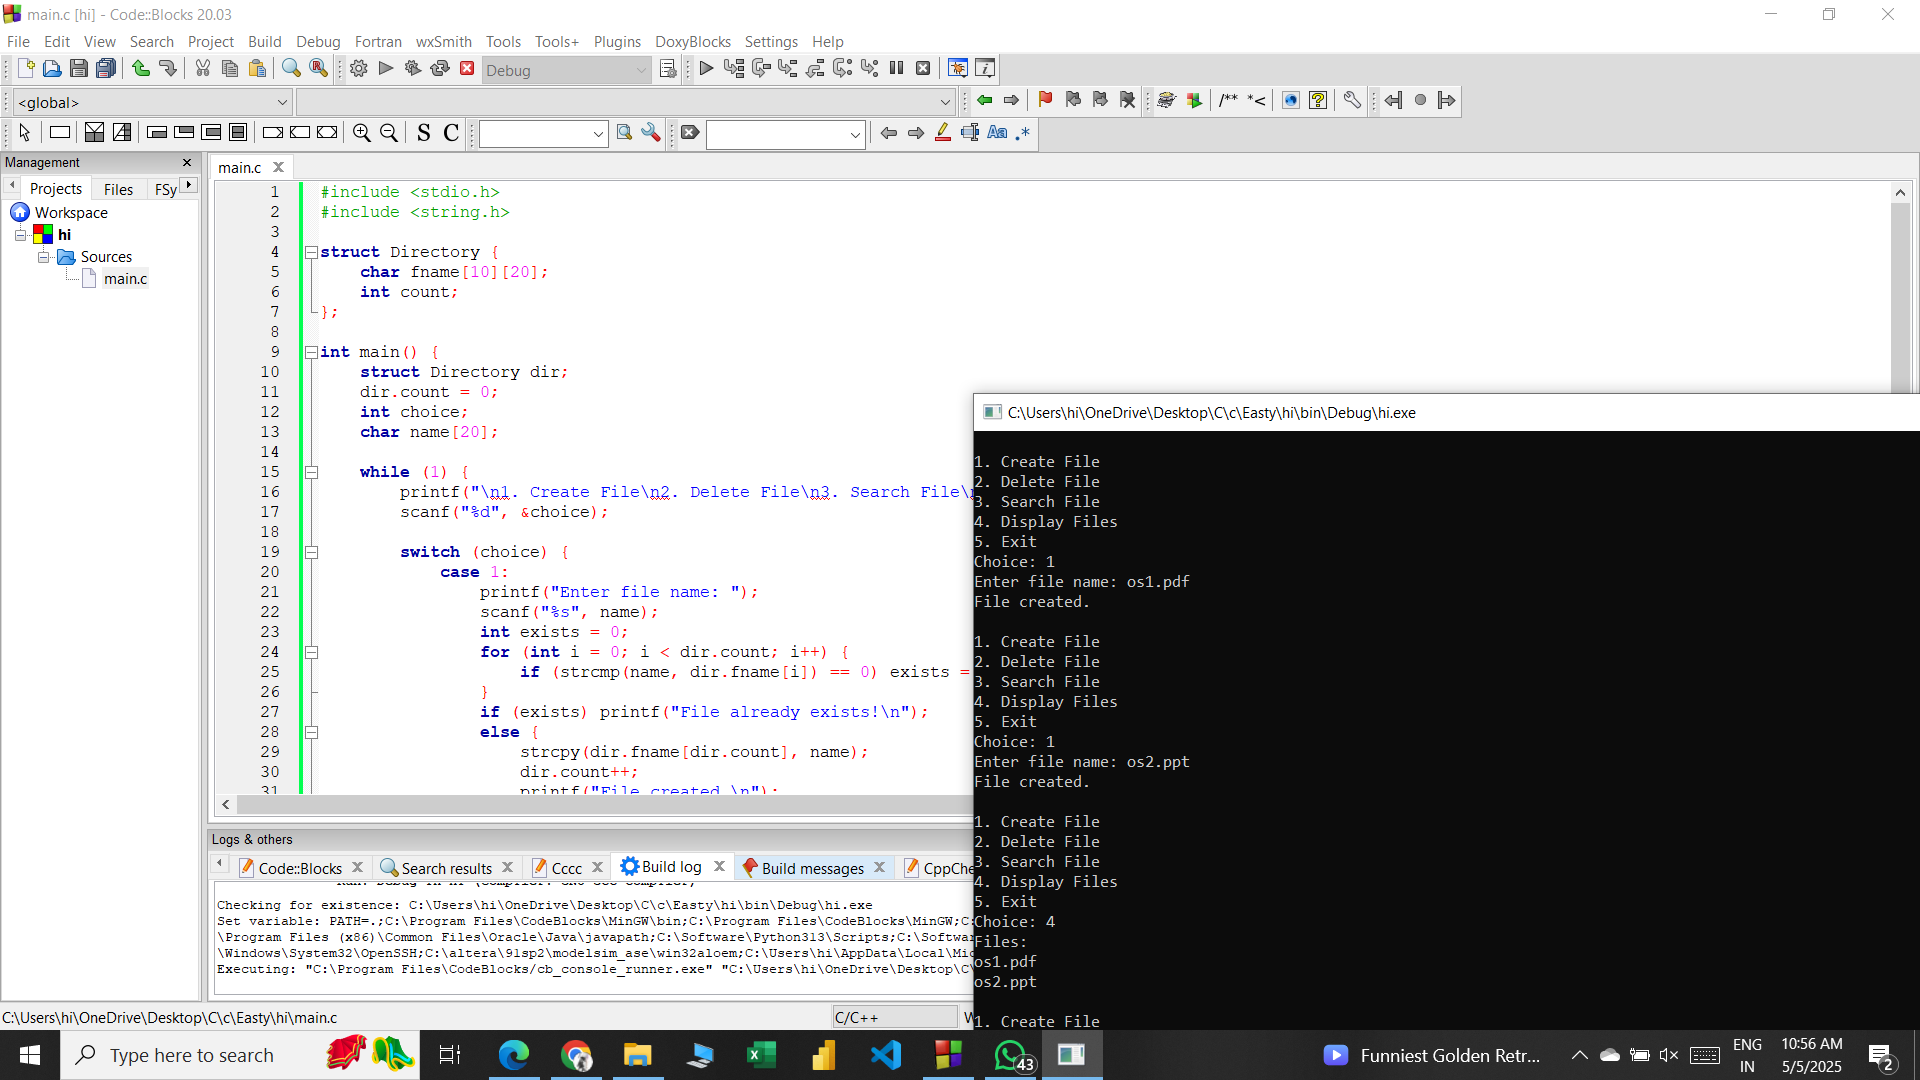 main.c [hi] - Code::Blocks 20.03
File Edit View Search Project Build Debug Fortran wxSmith Tools Tools+ Plugins DoxyBlocks Settings Help
Debug
<global>
/** *<
S C
Aa .*
Management
Projects Files FSy
Workspace
hi
Sources
main.c
main.c
1 #include <stdio.h>
2 #include <string.h>
3
4 struct Directory {
5 char fname[10][20];
6 int count;
7 };
8
9 int main() {
10 struct Directory dir;
11 dir.count = 0;
12 int choice;
13 char name[20];
14
15 while (1) {
16 printf("\n1. Create File\n2. Delete File\n3. Search File\
17 scanf("%d", &choice);
18
19 switch (choice) {
20 case 1:
21 printf("Enter file name: ");
22 scanf("%s", name);
23 int exists = 0;
24 for (int i = 0; i < dir.count; i++) {
25 if (strcmp(name, dir.fname[i]) == 0) exists =
26 }
27 if (exists) printf("File already exists!\n");
28 else {
29 strcpy(dir.fname[dir.count], name);
30 dir.count++;
31 printf("File created.\n");
C:\Users\hi\OneDrive\Desktop\C\c\Easty\hi\bin\Debug\hi.exe
1. Create File
2. Delete File
3. Search File
4. Display Files
5. Exit
Choice: 1
Enter file name: os1.pdf
File created.
1. Create File
2. Delete File
3. Search File
4. Display Files
5. Exit
Choice: 1
Enter file name: os2.ppt
File created.
1. Create File
2. Delete File
3. Search File
4. Display Files
5. Exit
Choice: 4
Files:
os1.pdf
os2.ppt
1. Create File
Logs & others
Code::Blocks Search results Cccc Build log Build messages CppChe
Checking for existence: C:\Users\hi\OneDrive\Desktop\C\c\Easty\hi\bin\Debug\hi.exe
Set variable: PATH=.;C:\Program Files\CodeBlocks\MinGW\bin;C:\Program Files\CodeBlocks\MinGW;C:
\Program Files (x86)\Common Files\Oracle\Java\javapath;C:\Software\Python313\Scripts;C:\Softwar
\Windows\System32\OpenSSH;C:\altera\91sp2\modelsim_ase\win32aloem;C:\Users\hi\AppData\Local\Mic
Executing: "C:\Program Files\CodeBlocks/cb_console_runner.exe" "C:\Users\hi\OneDrive\Desktop\C\
C:\Users\hi\OneDrive\Desktop\C\c\Easty\hi\main.c
C/C++
W
Type here to search
43
Funniest Golden Retr...
ENG
IN
10:56 AM
5/5/2025
2